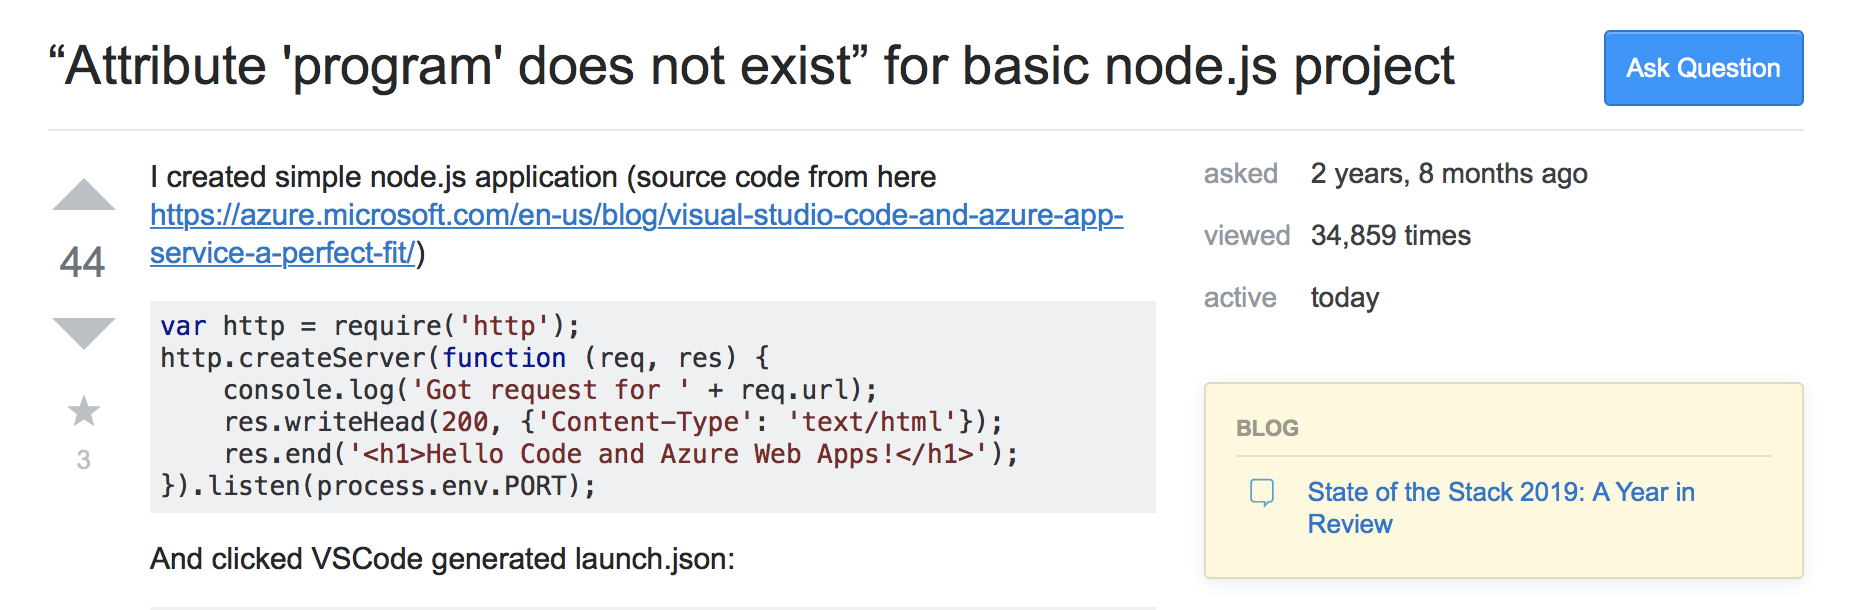 “Attribute 'program' does not exist” for basic node.js project
Ask Question
44
3
I created simple node.js application (source code from here
https://azure.microsoft.com/en-us/blog/visual-studio-code-and-azure-app-
service-a-perfect-fit/)
var http = require('http');
http.createServer(function (req, res) {
    console.log('Got request for ' + req.url);
    res.writeHead(200, {'Content-Type': 'text/html'});
    res.end('<h1>Hello Code and Azure Web Apps!</h1>');
}).listen(process.env.PORT);
And clicked VSCode generated launch.json:
asked 2 years, 8 months ago
viewed 34,859 times
active today
BLOG
State of the Stack 2019: A Year in
Review